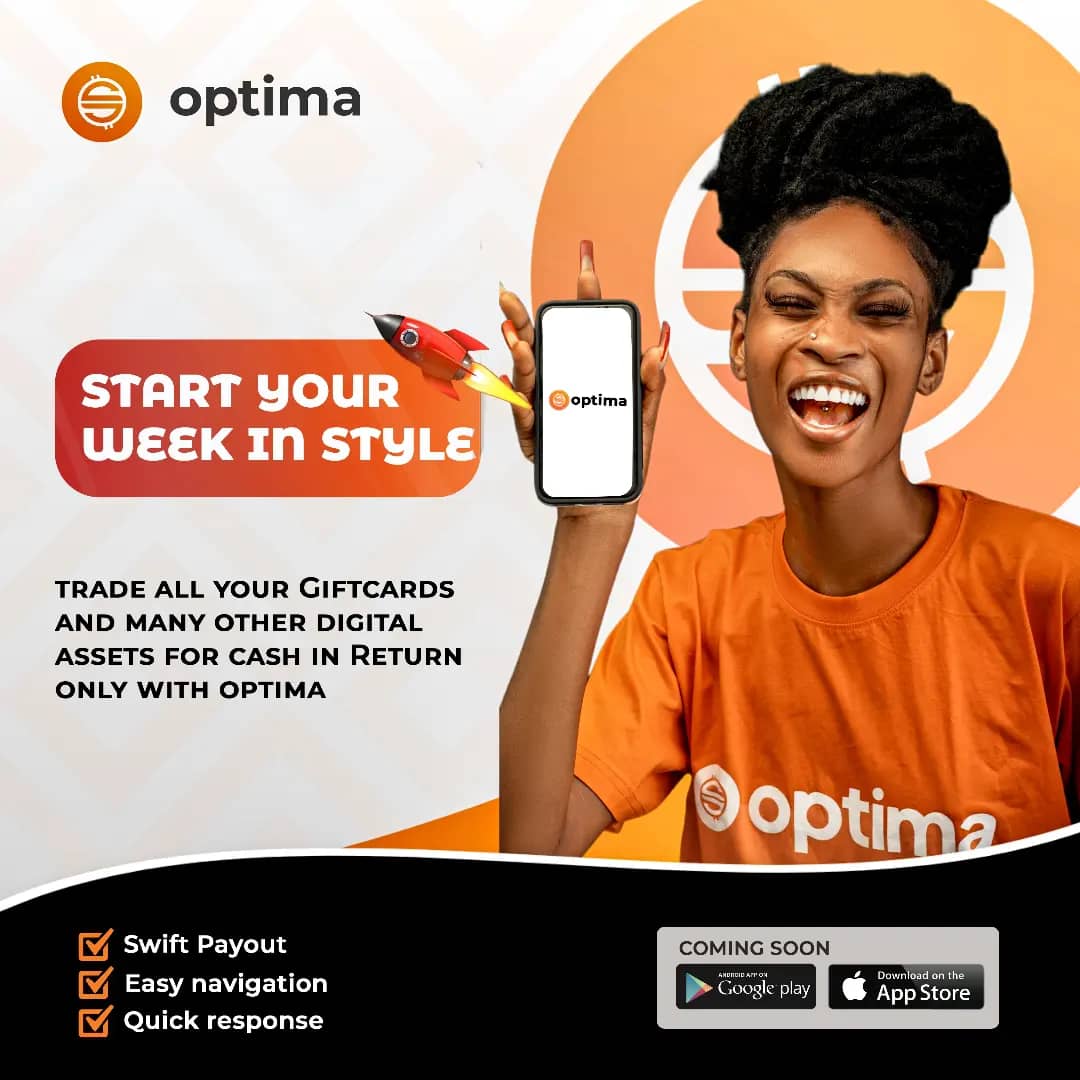 optima
START YOUR
WEEK IN STYLE
optima
TRADE ALL YOUR GIFTCARDS
AND MANY OTHER DIGITAL
ASSETS FOR CASH IN RETURN
ONLY WITH OPTIMA
optima
Swift Payout
Easy navigation
Quick response
COMING SOON
ANDROID APP ON
Google play
Download on the
App Store